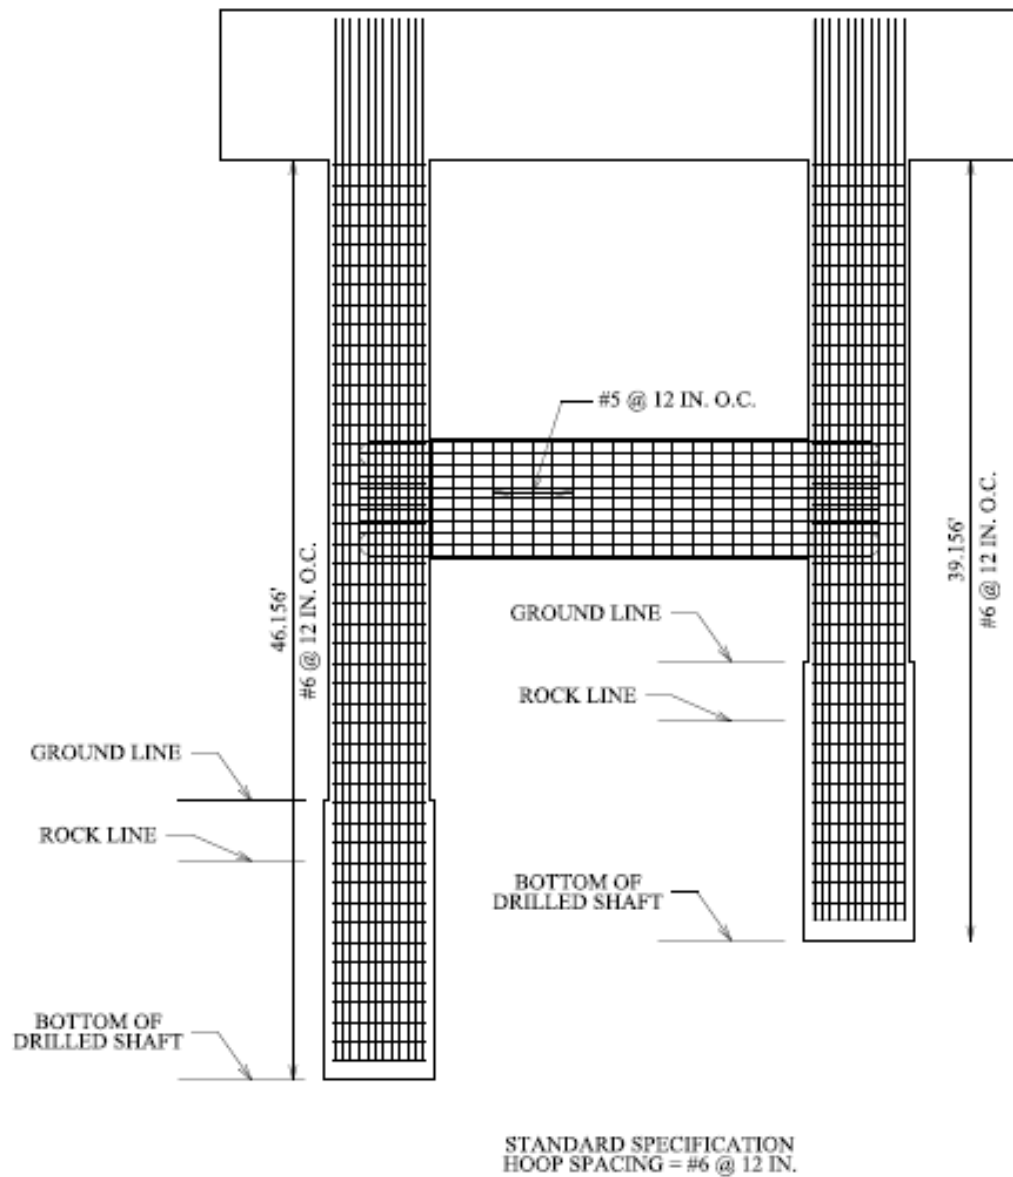 #5 @ 12 IN. O.C.
46.156'
#6 @ 12 IN. O.C.
39.156'
#6 @ 12 IN. O.C.
GROUND LINE
ROCK LINE
GROUND LINE
ROCK LINE
BOTTOM OF
DRILLED SHAFT
BOTTOM OF
DRILLED SHAFT
STANDARD SPECIFICATION
HOOP SPACING = #6 @ 12 IN.